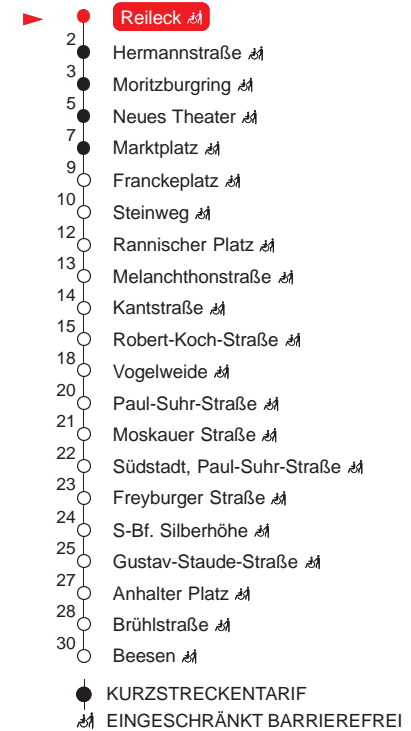 Reileck
2
Hermannstraße
3
Moritzburgring
5
Neues Theater
7
Marktplatz
9
Franckeplatz
10
Steinweg
12
Rannischer Platz
13
Melanchthonstraße
14
Kantstraße
15
Robert-Koch-Straße
18
Vogelweide
20
Paul-Suhr-Straße
21
Moskauer Straße
22
Südstadt, Paul-Suhr-Straße
23
Freyburger Straße
24
S-Bf. Silberhöhe
25
Gustav-Staude-Straße
27
Anhalter Platz
28
Brühlstraße
30
Beesen
KURZSTRECKENTARIF
EINGESCHRÄNKT BARRIEREFREI